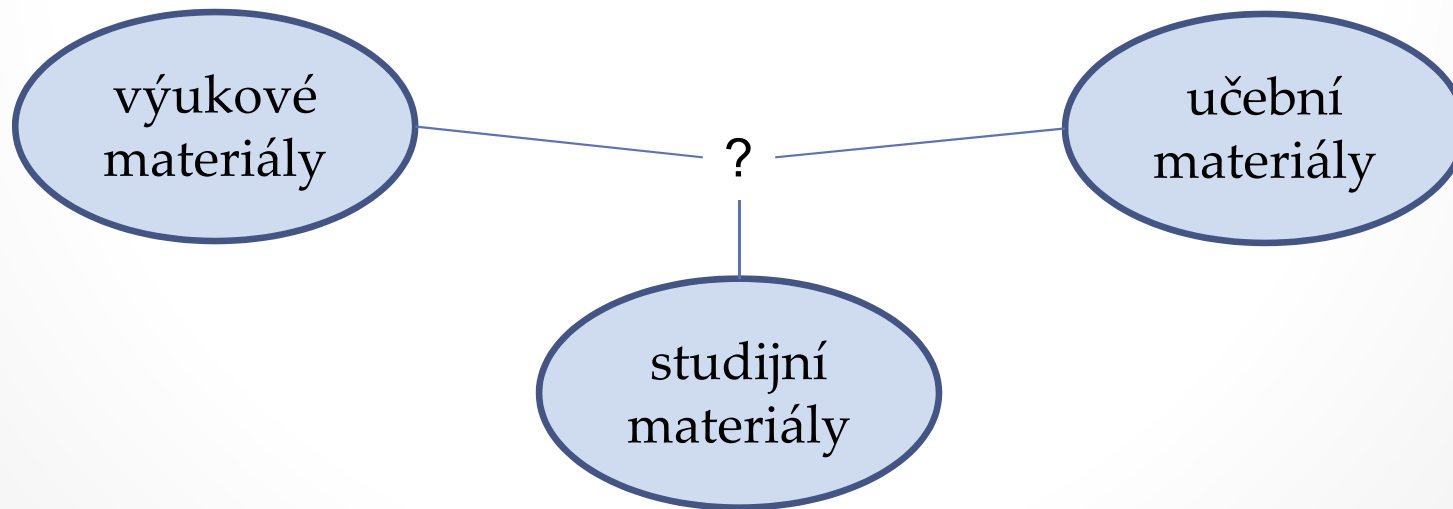 výukové
materiály
?
učební
materiály
studijní
materiály